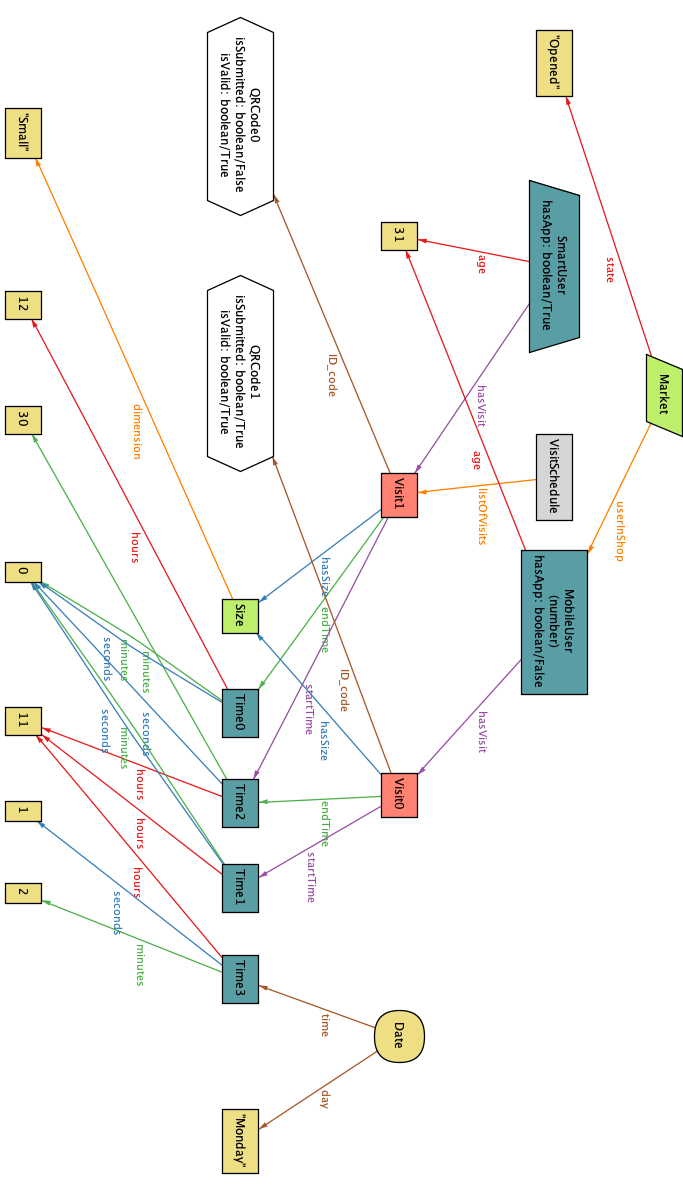 Market
state
userInShop
"Opened"
SmartUser
hasApp: boolean/True
VisitSchedule
MobileUser
(number)
hasApp: boolean/False
age
hasVisit
age
listOfVisits
hasVisit
31
Visit1
Visit0
Date
ID_code
hasSize
endTime
startTime
ID_code
hasSize
endTime
startTime
time
day
QRCode0
isSubmitted: boolean/False
isValid: boolean/True
QRCode1
isSubmitted: boolean/True
isValid: boolean/True
Size
Time0
Time2
Time1
Time3
"Monday"
dimension
hours
minutes
seconds
minutes
seconds
minutes
seconds
hours
hours
hours
seconds
minutes
"Small"
12
30
0
11
1
2